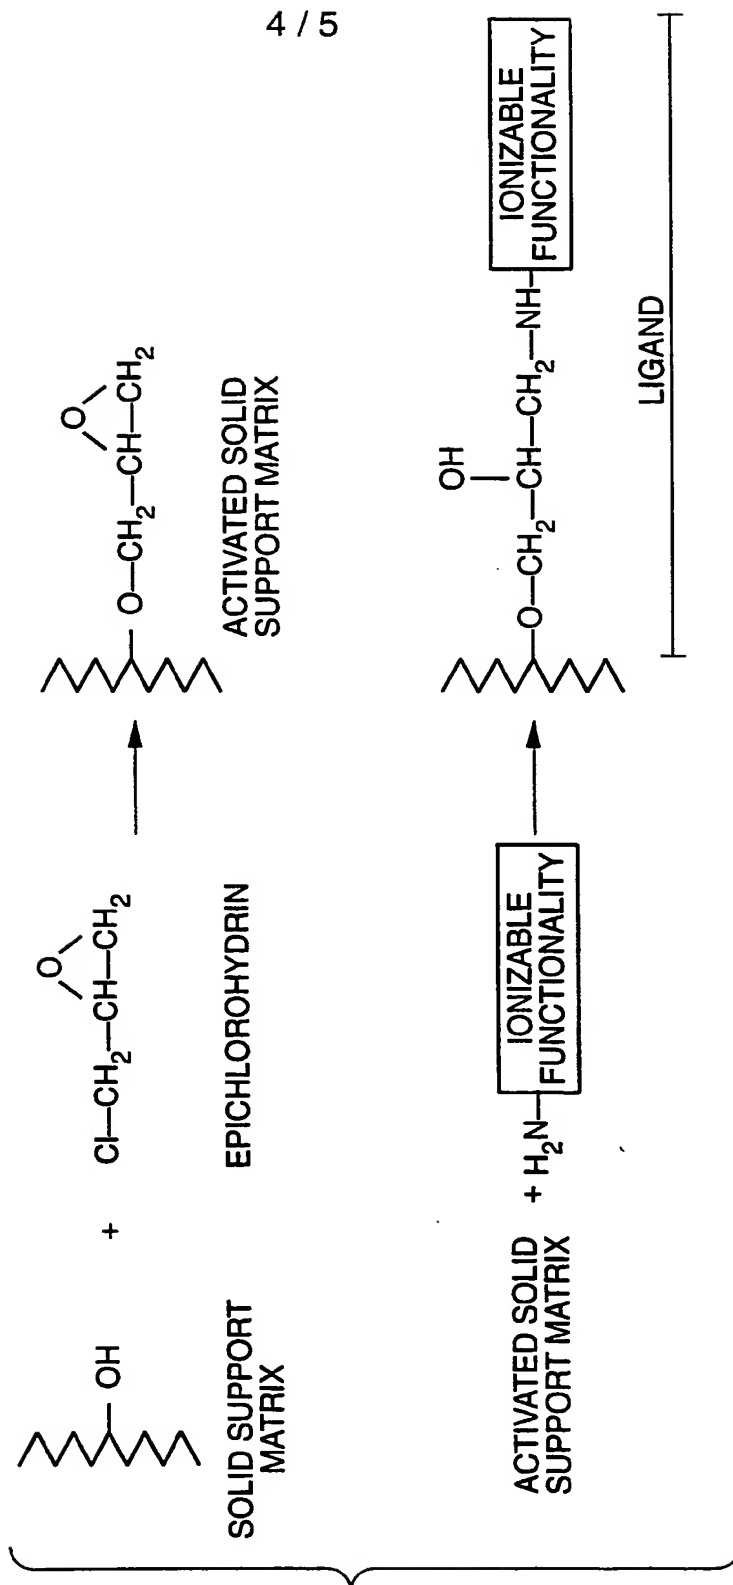 4 / 5
OH + Cl—CH2—CH—CH2
O
O—CH2—CH—CH2
O
SOLID SUPPORT
MATRIX
EPICHLOROHYDRIN
ACTIVATED SOLID
SUPPORT MATRIX
ACTIVATED SOLID
SUPPORT MATRIX
+ H2N—
IONIZABLE
FUNCTIONALITY
OH
O—CH2—CH—CH2—NH—
IONIZABLE
FUNCTIONALITY
LIGAND